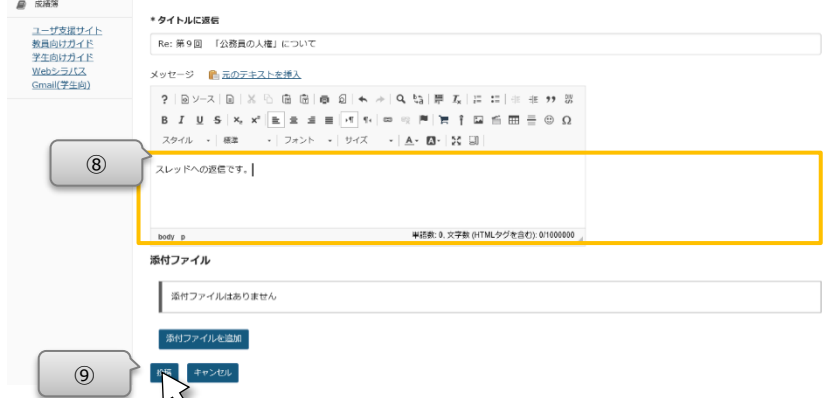 成績簿
ユーザ支援サイト
教員向けガイド
学生向けガイド
Webシラバス
Gmail(学生向)
* タイトルに返信
Re: 第９回　「公務員の人権」について
メッセージ 元のテキストを挿入
? ソース
B I U S x₂ x²
スタイル 標準 フォント サイズ A A
⑧
スレッドへの返信です。
body p 単語数: 0, 文字数 (HTMLタグを含む): 0/1000000
添付ファイル
添付ファイルはありません
添付ファイルを追加
⑨
投稿 キャンセル